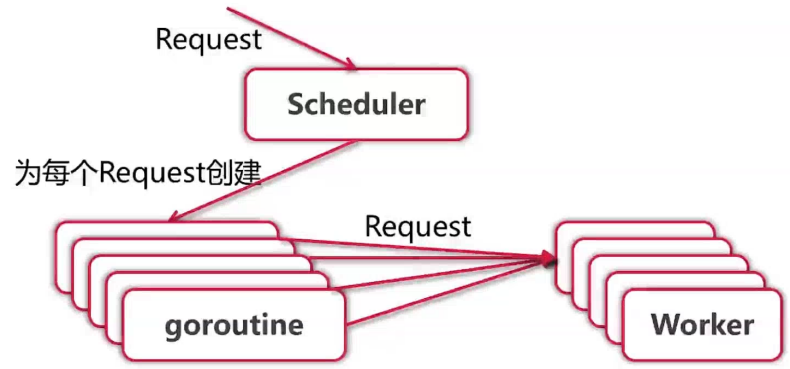 Request
Scheduler
为每个Request创建
Request
goroutine
Worker